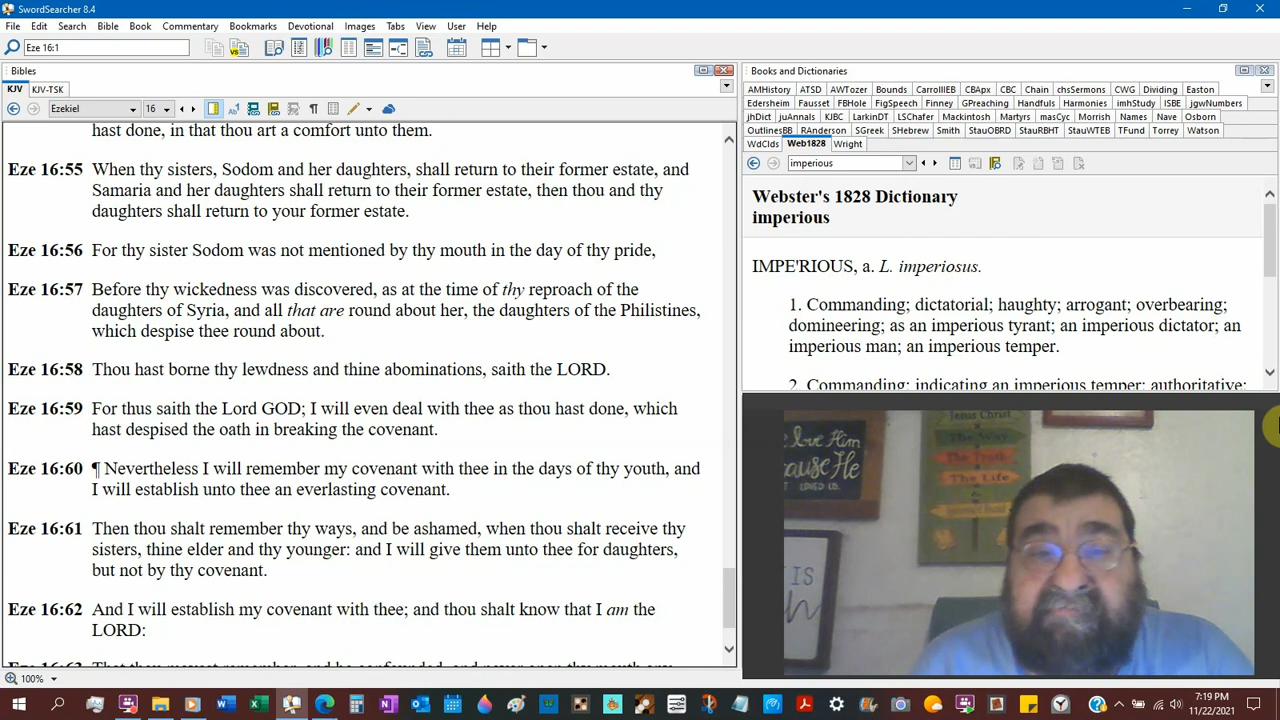 SwordSearcher 8.4
File Edit Search Bible Book Commentary Bookmarks Devotional Images Tabs View User Help
Eze 16:1
Bibles
KJV KJV-TSK
Ezekiel 16
hast done, in that thou art a comfort unto them.
Eze 16:55 When thy sisters, Sodom and her daughters, shall return to their former estate, and
Samaria and her daughters shall return to their former estate, then thou and thy
daughters shall return to your former estate.
Eze 16:56 For thy sister Sodom was not mentioned by thy mouth in the day of thy pride,
Eze 16:57 Before thy wickedness was discovered, as at the time of thy reproach of the
daughters of Syria, and all that are round about her, the daughters of the Philistines,
which despise thee round about.
Eze 16:58 Thou hast borne thy lewdness and thine abominations, saith the LORD.
Eze 16:59 For thus saith the Lord GOD; I will even deal with thee as thou hast done, which
hast despised the oath in breaking the covenant.
Eze 16:60 ¶ Nevertheless I will remember my covenant with thee in the days of thy youth, and
I will establish unto thee an everlasting covenant.
Eze 16:61 Then thou shalt remember thy ways, and be ashamed, when thou shalt receive thy
sisters, thine elder and thy younger: and I will give them unto thee for daughters,
but not by thy covenant.
Eze 16:62 And I will establish my covenant with thee; and thou shalt know that I am the
LORD:
100%
Books and Dictionaries
AMHistory ATSD AWTozer Bounds CarrollEB CBApx CBC Chain chsSermons CWG Dividing Easton
Edersheim Fausset FBHole FigSpeech Finney GPreaching Handfuls Harmonies imhStudy ISBE jgwNumbers
jhDict juAnnals KJBC LarkinDT LSChafer Mackintosh Martyrs masCyc Morrish Names Nave Osborn
OutlinesBB RAnderson SGreek SHebrew Smith StauOBRD StauRBHT StauWTEB TFund Torrey Watson
WdClds Web1828 Wright
imperious
Webster's 1828 Dictionary
imperious
IMPE'RIOUS, a. L. imperiosus.
1. Commanding; dictatorial; haughty; arrogant; overbearing;
domineering; as an imperious tyrant; an imperious dictator; an
imperious man; an imperious temper.
2. Commanding; indicating an imperious temper; authoritative;
Jesus Christ
The Way
The Truth
The Life
love Him
He
LOVED US.
IS
7:19 PM
11/22/2021